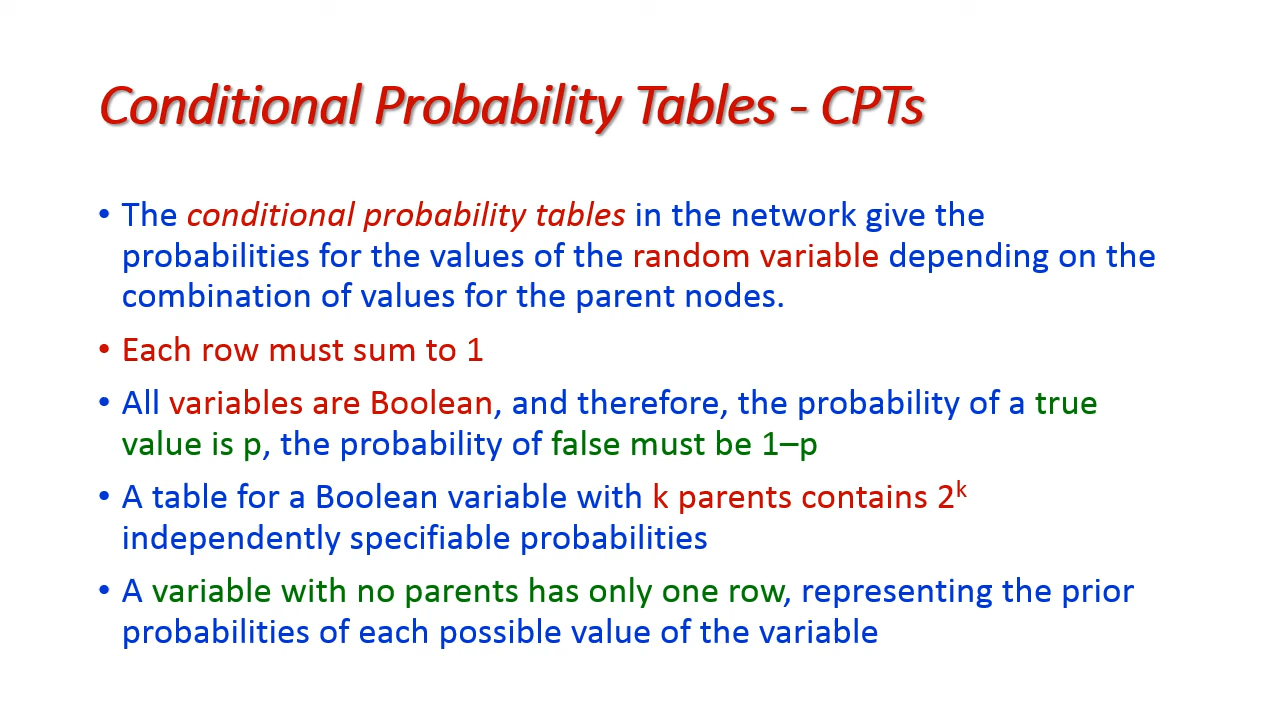 Conditional Probability Tables - CPTs
• The conditional probability tables in the network give the
probabilities for the values of the random variable depending on the
combination of values for the parent nodes.
• Each row must sum to 1
• All variables are Boolean, and therefore, the probability of a true
value is p, the probability of false must be 1–p
• A table for a Boolean variable with k parents contains 2ᵏ
independently specifiable probabilities
• A variable with no parents has only one row, representing the prior
probabilities of each possible value of the variable